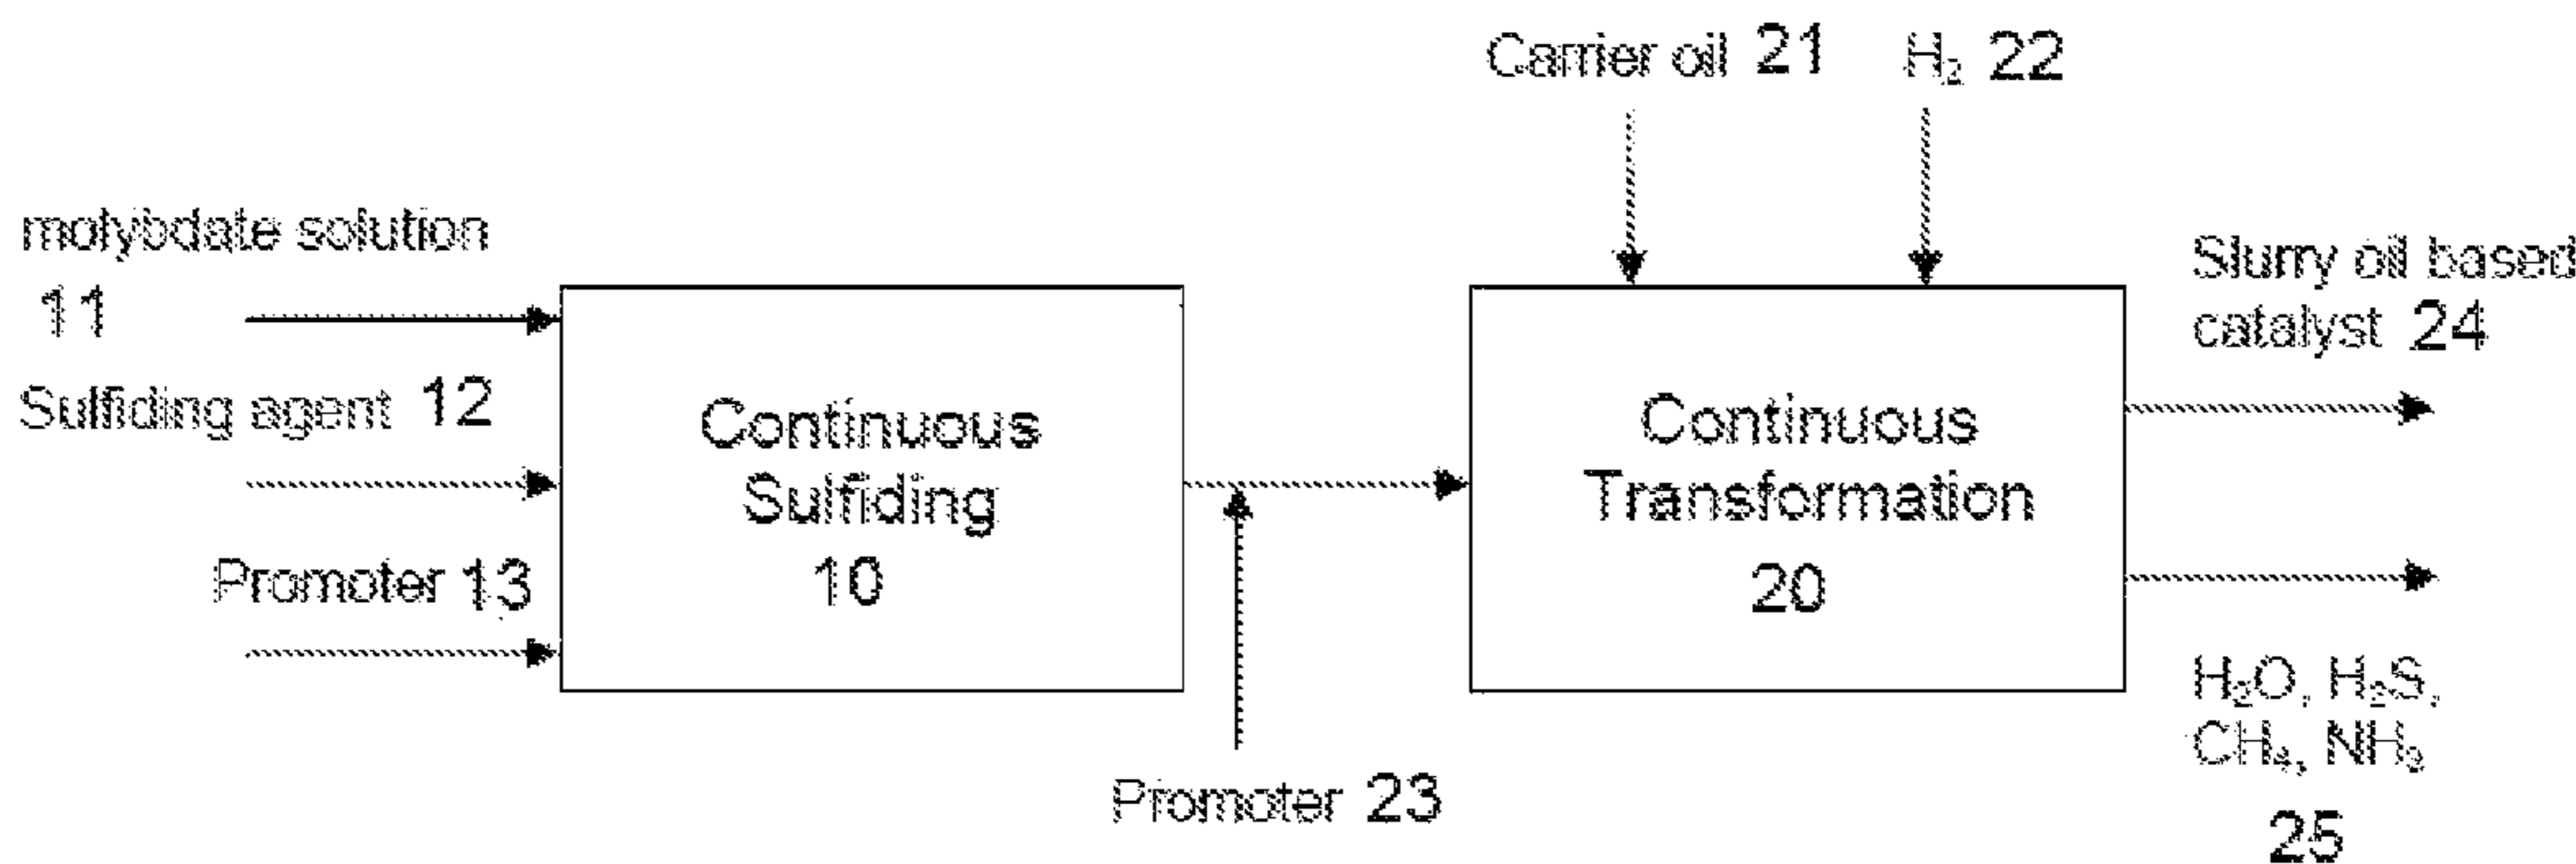 Carrier oil 21
H₂ 22
molybdate solution
11
Sulfiding agent 12
Promoter 13
Continuous
Sulfiding
10
Promoter 23
Continuous
Transformation
20
Slurry oil based
catalyst 24
H₂O, H₂S,
CH₄, NH₃
25